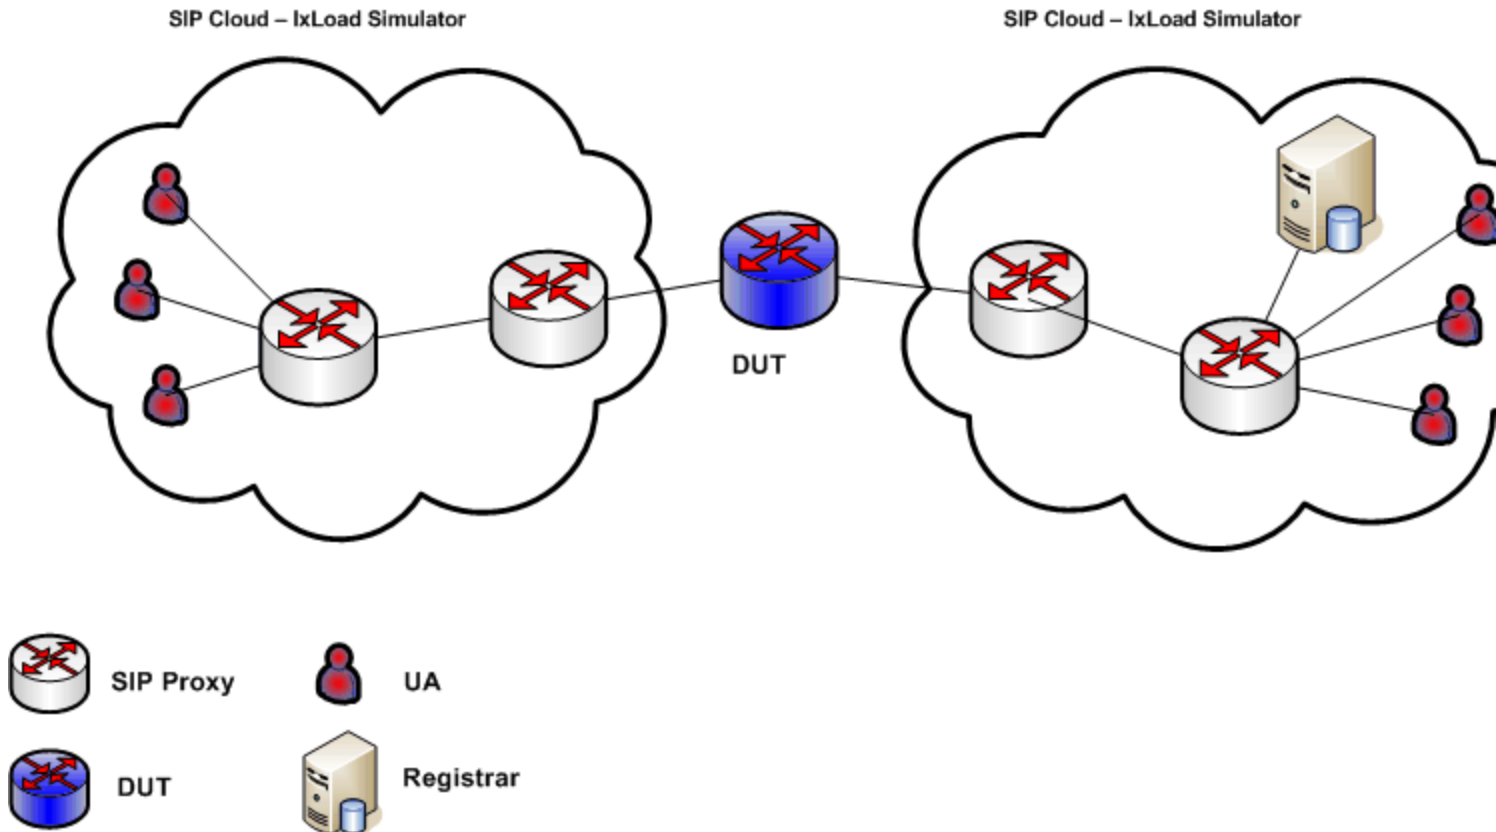 SIP Cloud – IxLoad Simulator
SIP Cloud – IxLoad Simulator
DUT
SIP Proxy
UA
DUT
Registrar